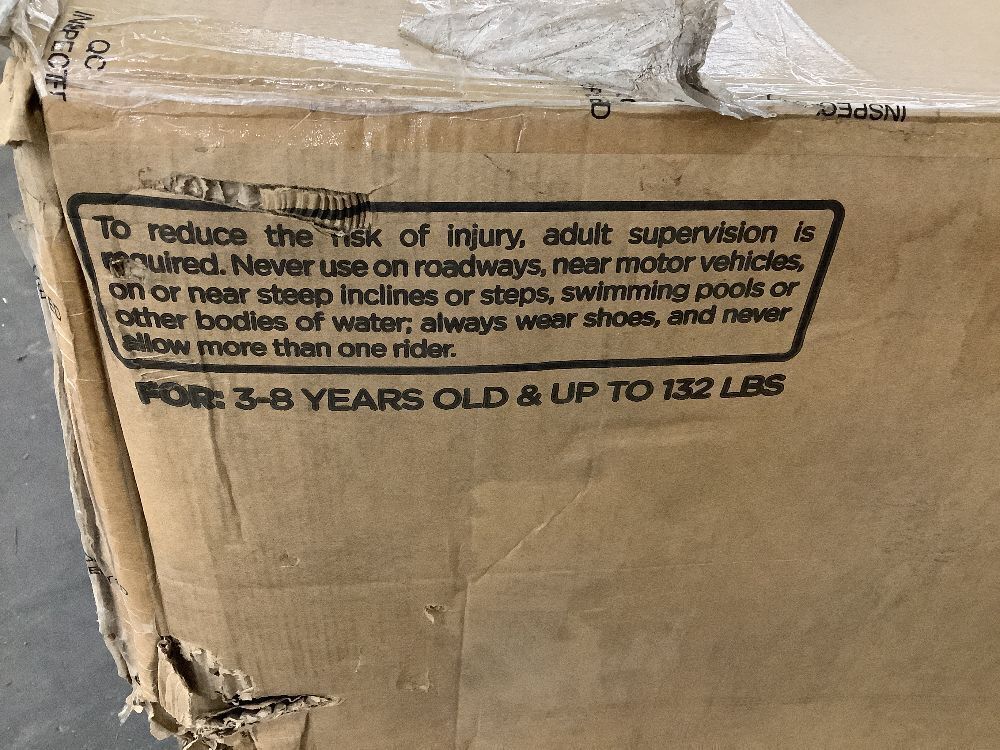 QC
INSPECTED
INSPEC
To reduce the risk of injury, adult supervision is
required. Never use on roadways, near motor vehicles,
on or near steep inclines or steps, swimming pools or
other bodies of water; always wear shoes, and never
allow more than one rider.
FOR: 3-8 YEARS OLD & UP TO 132 LBS